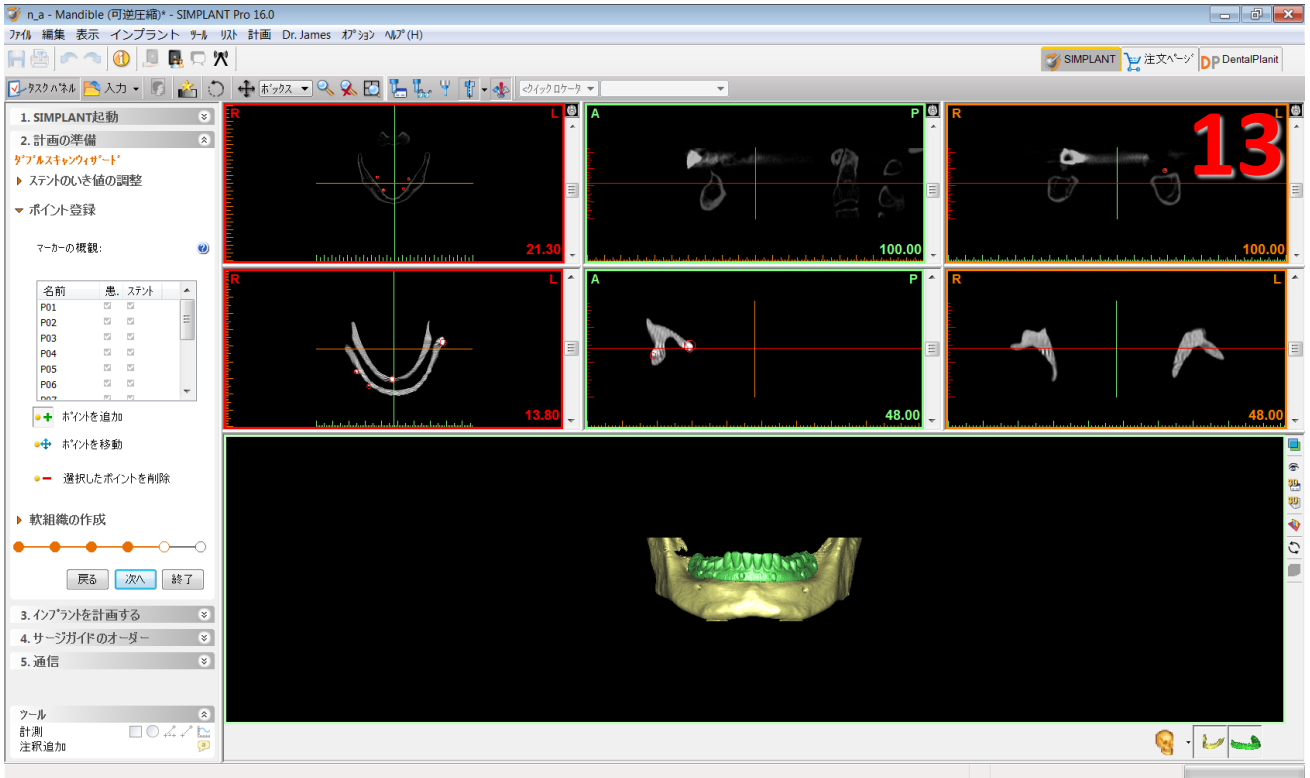 n_a - Mandible (可逆圧縮)* - SIMPLANT Pro 16.0
ファイル 編集 表示 インプラント ツール リスト 計画 Dr. James オプション ヘルプ(H)
SIMPLANT 注文ページ DP DentalPlanit
タスクパネル 入力 ボックス <クイックロケータ
1. SIMPLANT起動
2. 計画の準備
ダブルスキャンウィザード
ステントのいき値の調整
ポイント登録
マーカーの概観:
名前 患. ステント
P01
P02
P03
P04
P05
P06
P07
ポイントを追加
ポイントを移動
選択したポイントを削除
軟組織の作成
戻る 次へ 終了
3. インプラントを計画する
4. サージガイドのオーダー
5. 通信
ツール
計測
注釈追加
R L
21.30
A P
100.00
R L
13
100.00
R L
13.80
A P
48.00
R L
48.00
3D
3D